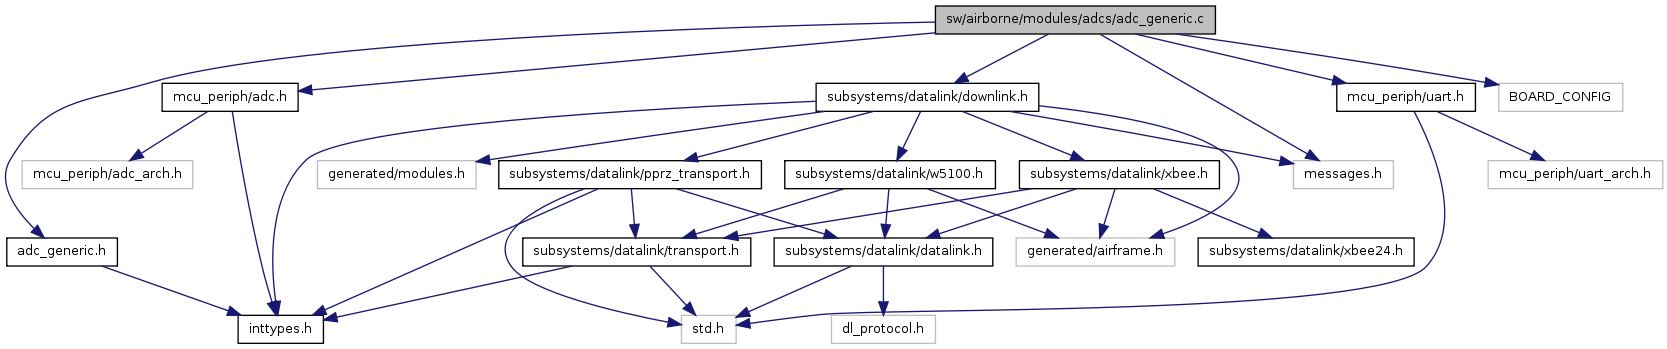 sw/airborne/modules/adcs/adc_generic.c
mcu_periph/adc.h
subsystems/datalink/downlink.h
mcu_periph/uart.h
BOARD_CONFIG
mcu_periph/adc_arch.h
generated/modules.h
subsystems/datalink/pprz_transport.h
subsystems/datalink/w5100.h
subsystems/datalink/xbee.h
messages.h
mcu_periph/uart_arch.h
adc_generic.h
subsystems/datalink/transport.h
subsystems/datalink/datalink.h
generated/airframe.h
subsystems/datalink/xbee24.h
inttypes.h
std.h
dl_protocol.h